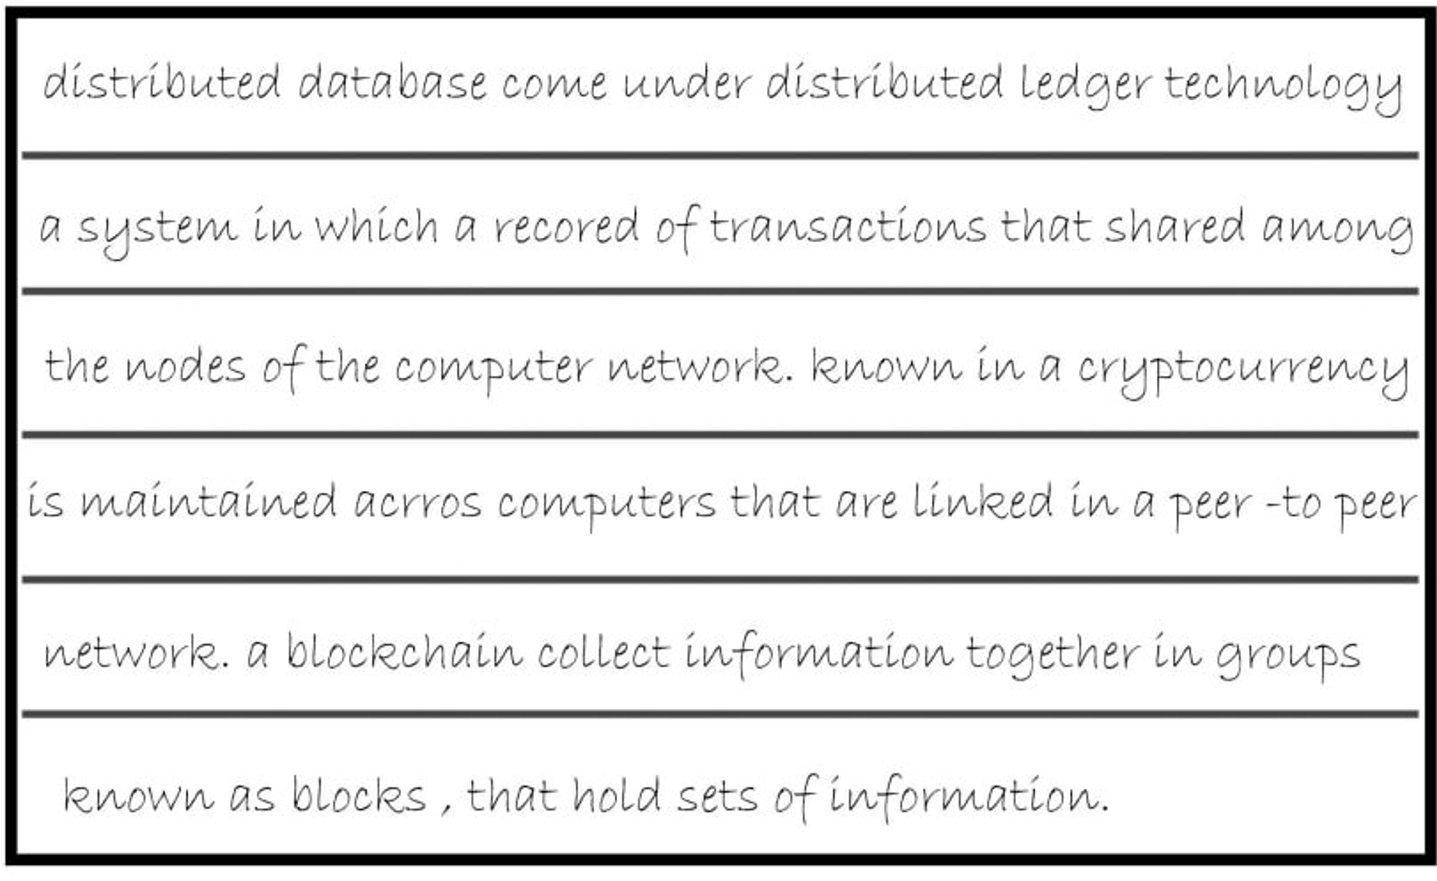 distributed database come under distributed ledger technology
a system in which a recored of transactions that shared among
the nodes of the computer network. known in a cryptocurrency
is maintained acrros computers that are linked in a peer -to peer
network. a blockchain collect information together in groups
known as blocks , that hold sets of information.